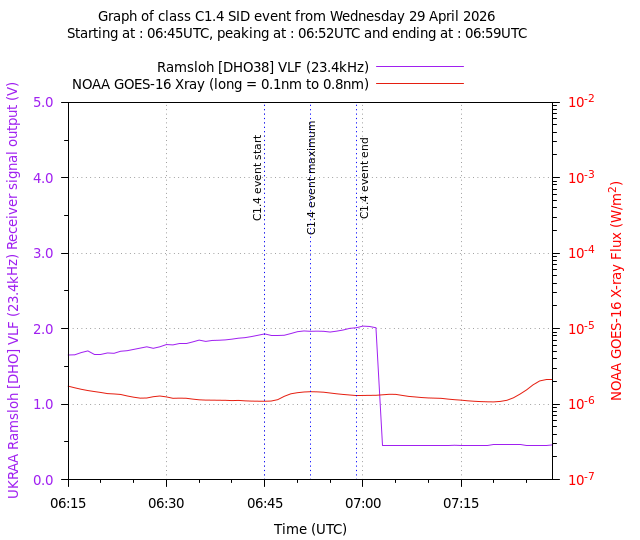 Graph of class C1.4 SID event from Wednesday 29 April 2026
Starting at : 06:45UTC, peaking at : 06:52UTC and ending at : 06:59UTC
Ramsloh [DHO38] VLF (23.4kHz)
NOAA GOES-16 Xray (long = 0.1nm to 0.8nm)
UKRAA Ramsloh [DHO] VLF (23.4kHz) Receiver signal output (V)
5.0
4.0
3.0
2.0
1.0
0.0
C1.4 event start
C1.4 event maximum
C1.4 event end
10-2
10-3
10-4
10-5
10-6
10-7
NOAA GOES-16 X-ray Flux (W/m2)
06:15
06:30
06:45
07:00
07:15
Time (UTC)